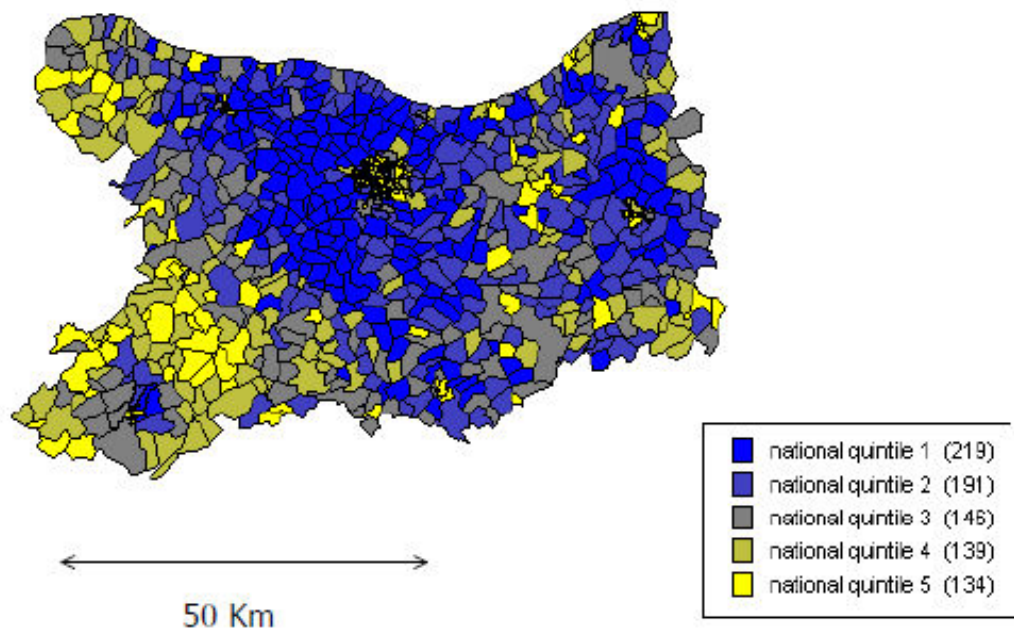 national quintile 1 (219)
national quintile 2 (191)
national quintile 3 (146)
national quintile 4 (139)
national quintile 5 (134)
50 Km